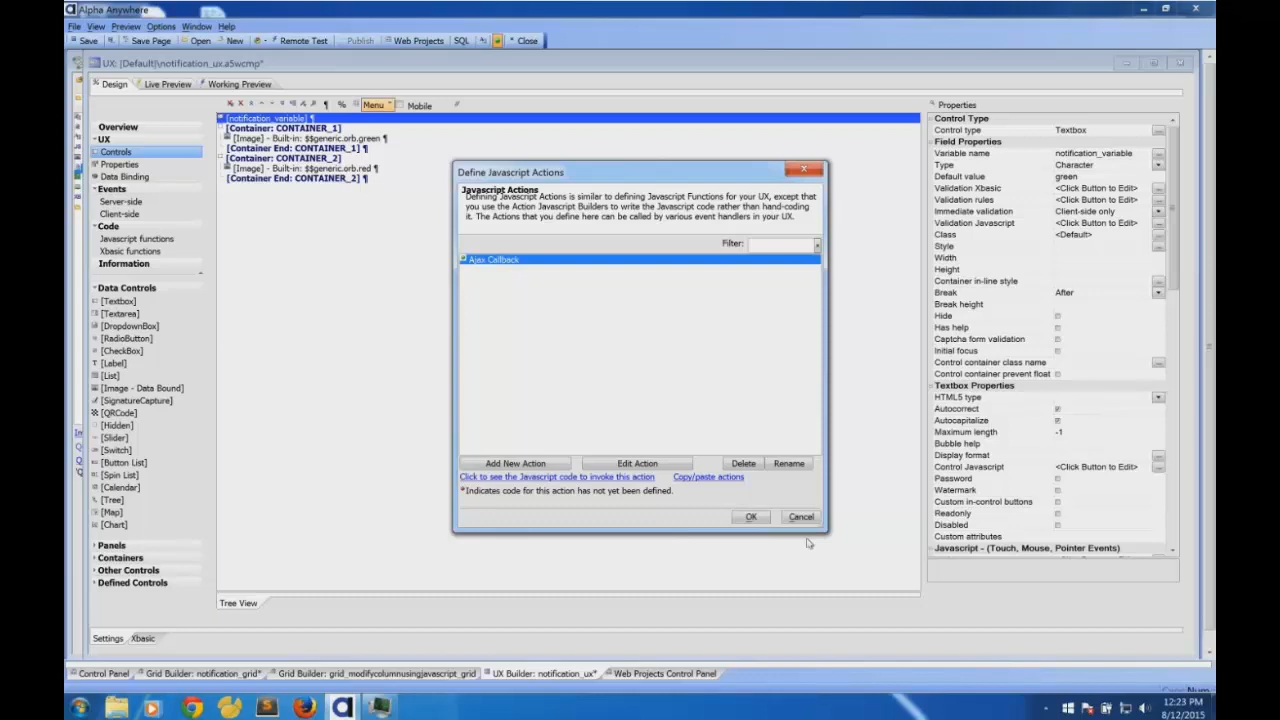 Alpha Anywhere
File View Preview Options Window Help
Save Save Page Open New Remote Test Publish Web Projects SQL Close
UX: [Default]\notification_ux.a5wcmp*
Design Live Preview Working Preview
Menu Mobile
Overview
UX
Controls
Properties
Data Binding
Events
Server-side
Client-side
Code
Javascript functions
Xbasic functions
Information
Data Controls
[Textbox]
[Textarea]
[DropdownBox]
[RadioButton]
[CheckBox]
[Label]
[List]
[Image - Data Bound]
[SignatureCapture]
[QRCode]
[Hidden]
[Slider]
[Switch]
[Button List]
[Spin List]
[Calendar]
[Tree]
[Map]
[Chart]
Panels
Containers
Other Controls
Defined Controls
Settings Xbasic
[notification_variable] ¶
[Container: CONTAINER_1]
[Image] - Built-in: $$generic.orb.green ¶
[Container End: CONTAINER_1] ¶
[Container: CONTAINER_2]
[Image] - Built-in: $$generic.orb.red ¶
[Container End: CONTAINER_2] ¶
Tree View
Define Javascript Actions
Javascript Actions
Defining Javascript Actions is similar to defining Javascript Functions for your UX, except that
you use the Action Javascript Builders to write the Javascript code rather than hand-coding
it. The Actions that you define here can be called by various event handlers in your UX.
Filter:
Ajax Callback
Add New Action Edit Action Delete Rename
Click to see the Javascript code to invoke this action Copy/paste actions
*Indicates code for this action has not yet been defined.
OK Cancel
Properties
Control Type
Control type Textbox
Field Properties
Variable name notification_variable
Type Character
Default value green
Validation Xbasic <Click Button to Edit>
Validation rules <Click Button to Edit>
Immediate validation Client-side only
Validation Javascript <Click Button to Edit>
Class <Default>
Style
Width
Height
Container in-line style
Break After
Break height
Hide
Has help
Captcha form validation
Initial focus
Control container class name
Control container prevent float
Textbox Properties
HTML5 type
Autocorrect
Autocapitalize
Maximum length -1
Bubble help
Display format
Control Javascript <Click Button to Edit>
Password
Watermark
Custom in-control buttons
Readonly
Disabled
Custom attributes
Javascript - (Touch, Mouse, Pointer Events)
Control Panel Grid Builder: notification_grid* Grid Builder: grid_modifycolumnusingjavascript_grid UX Builder: notification_ux* Web Projects Control Panel
Num
12:23 PM
8/12/2015